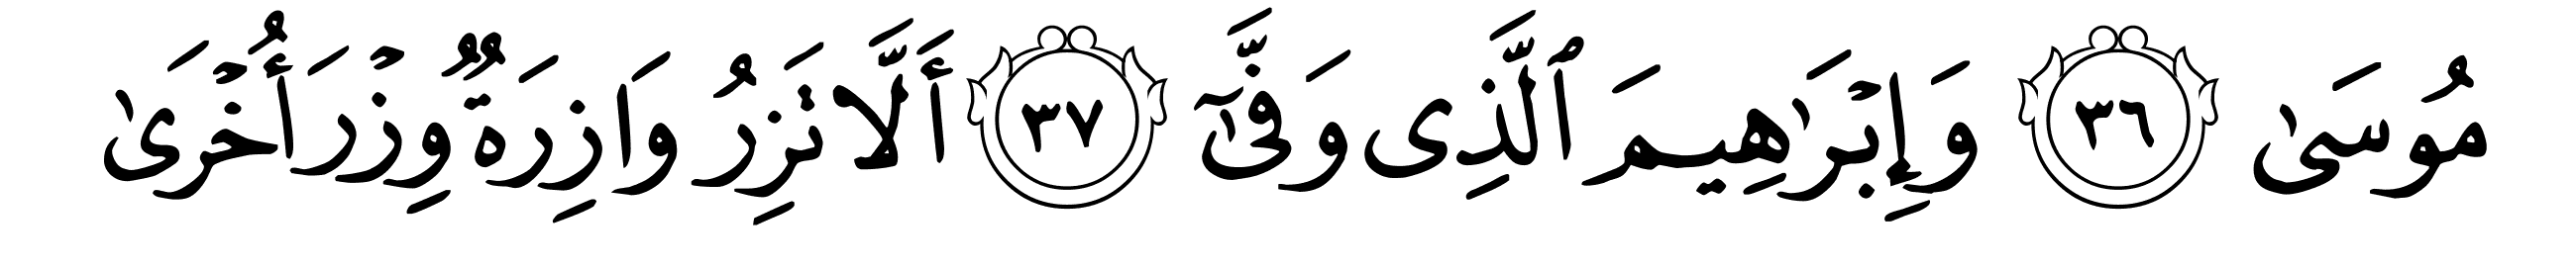 مُوسَىٰ ٣٦ وَإِبْرَٰهِيمَ ٱلَّذِى وَفَّىٰٓ ٣٧ أَلَّا تَزِرُ وَازِرَةٌ وِزْرَ أُخْرَىٰ